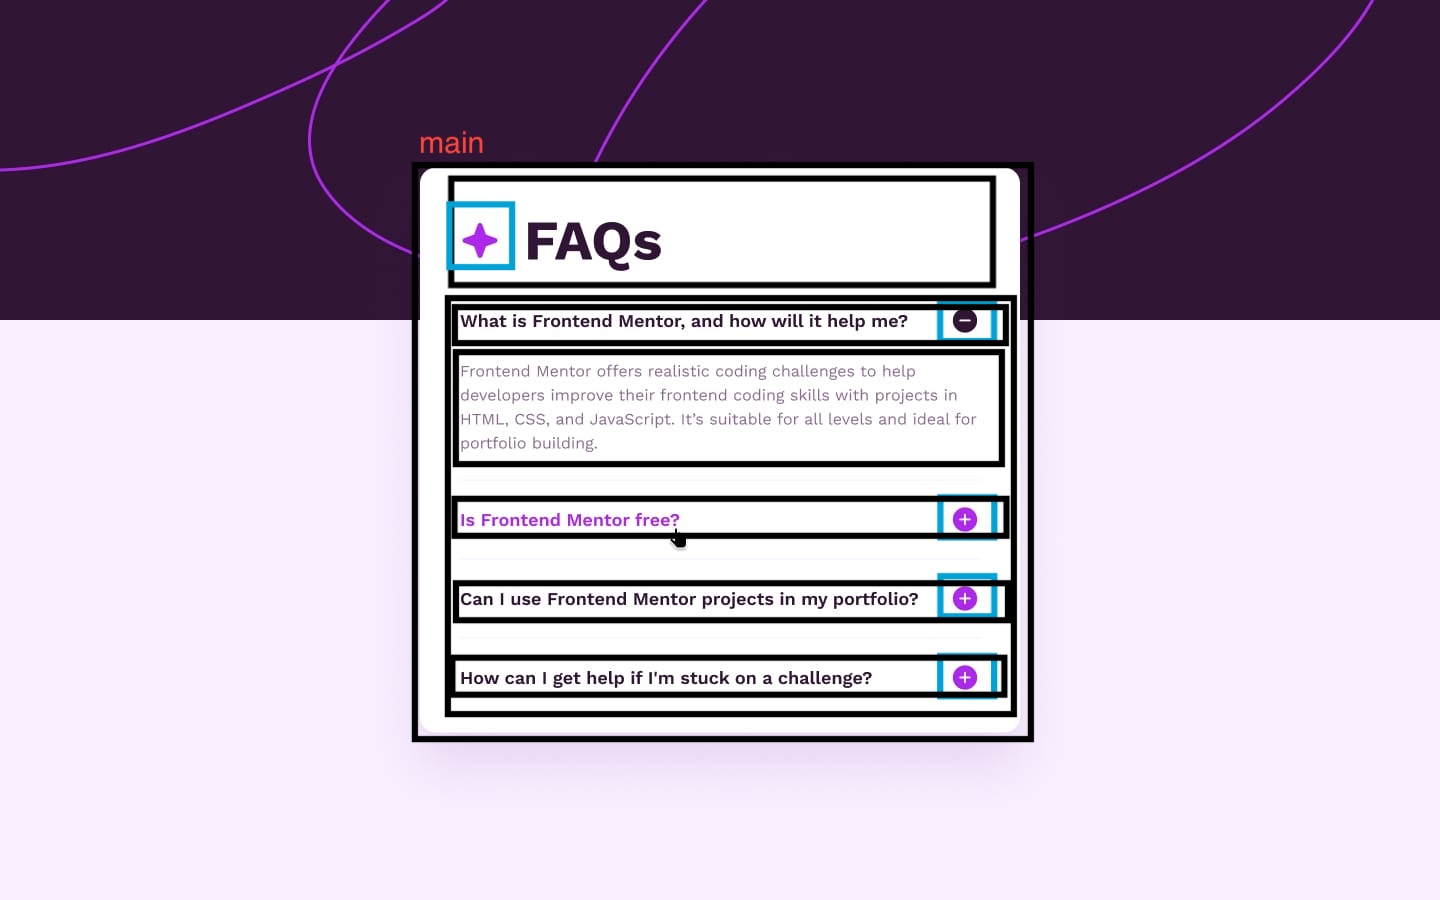 main
FAQs
What is Frontend Mentor, and how will it help me?
Frontend Mentor offers realistic coding challenges to help
developers improve their frontend coding skills with projects in
HTML, CSS, and JavaScript. It’s suitable for all levels and ideal for
portfolio building.
Is Frontend Mentor free?
Can I use Frontend Mentor projects in my portfolio?
How can I get help if I'm stuck on a challenge?